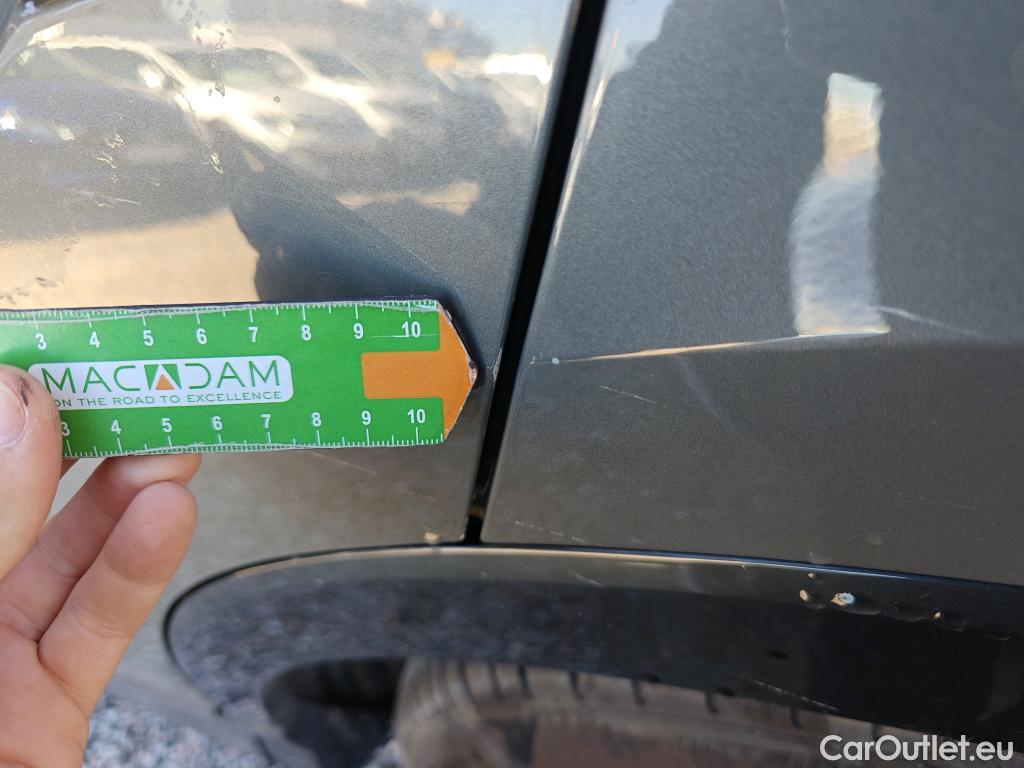 3 4 5 6 7 8 9 10
MACADAM
ON THE ROAD TO EXCELLENCE
3 4 5 6 7 8 9 10
CarOutlet.eu